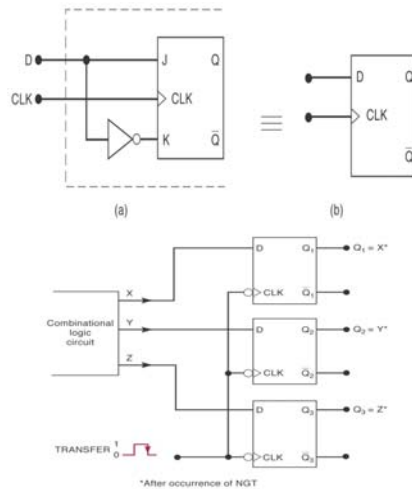 D J Q
CLK CLK
K Q̅
(a)
D Q
CLK
Q̅
(b)
X D Q₁ Q₁ = X*
CLK Q̅₁
Combinational
logic
circuit
Y D Q₂ Q₂ = Y*
CLK Q̅₂
Z D Q₃ Q₃ = Z*
TRANSFER 1
0 CLK Q̅₃
*After occurrence of NGT